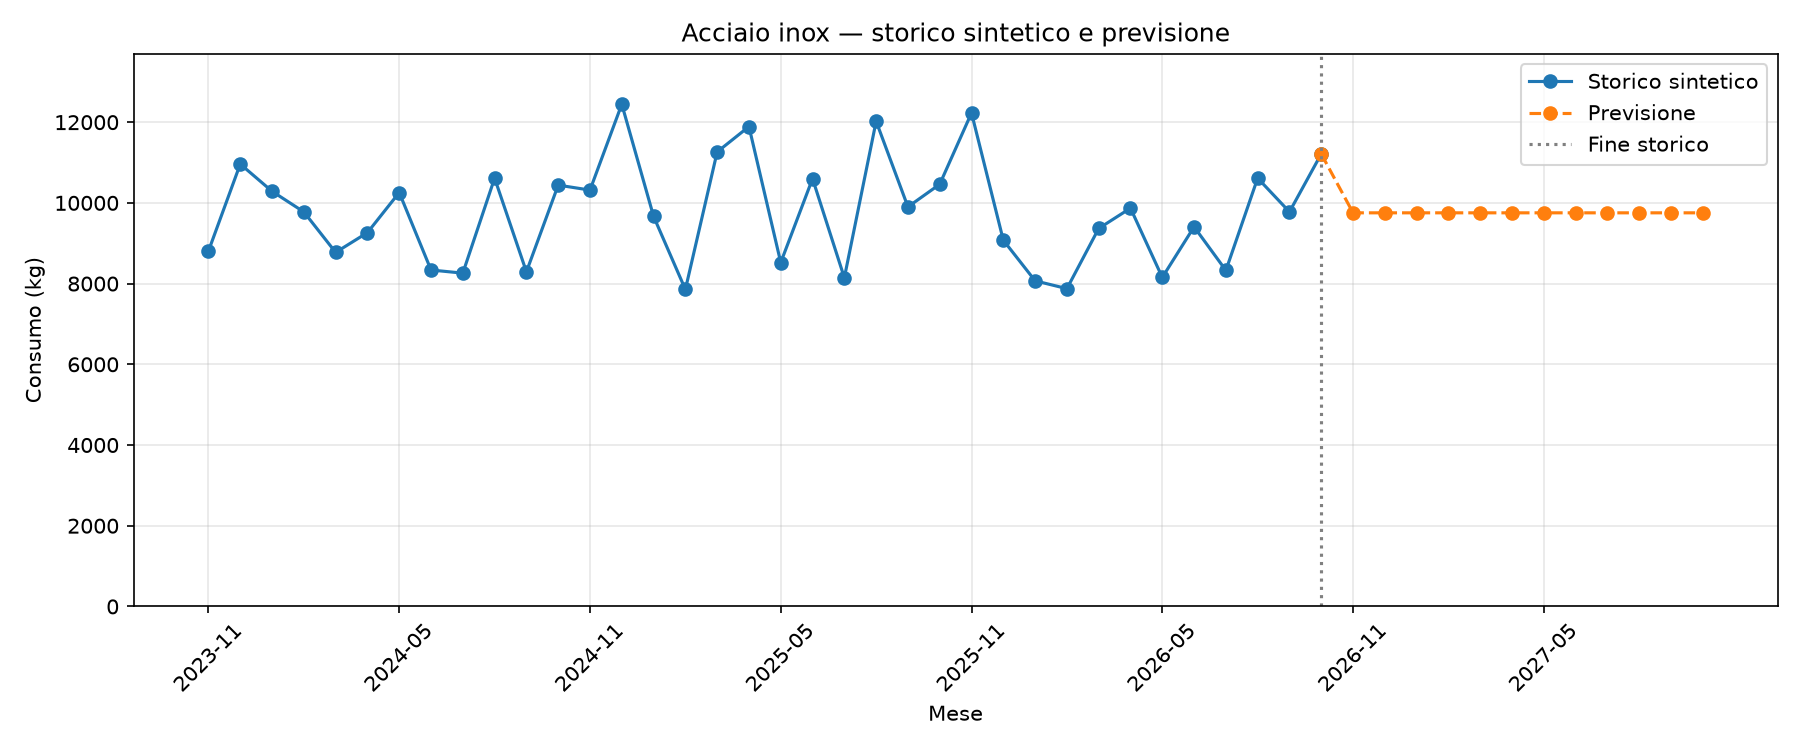 Acciaio inox — storico sintetico e previsione
Storico sintetico
Previsione
Fine storico
Consumo (kg)
12000
10000
8000
6000
4000
2000
0
2023-11
2024-05
2024-11
2025-05
2025-11
2026-05
2026-11
2027-05
Mese